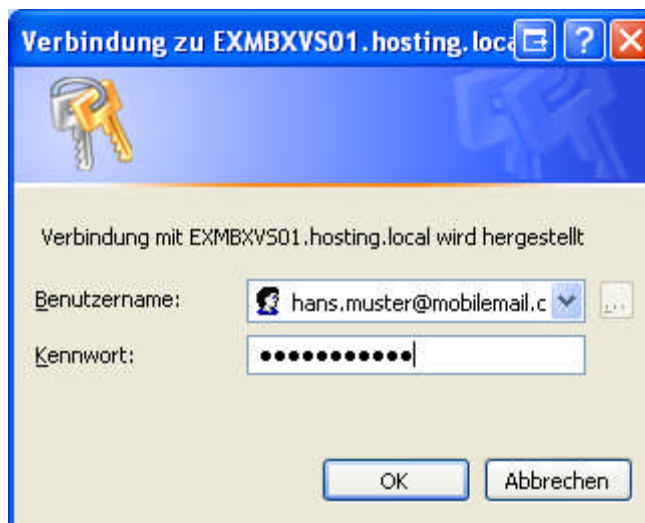 Verbindung zu EXMBXVS01.hosting.loca
Verbindung mit EXMBXVS01.hosting.local wird hergestellt
Benutzername:
hans.muster@mobilemail.c
...
Kennwort:
●●●●●●●●●●●
OK
Abbrechen